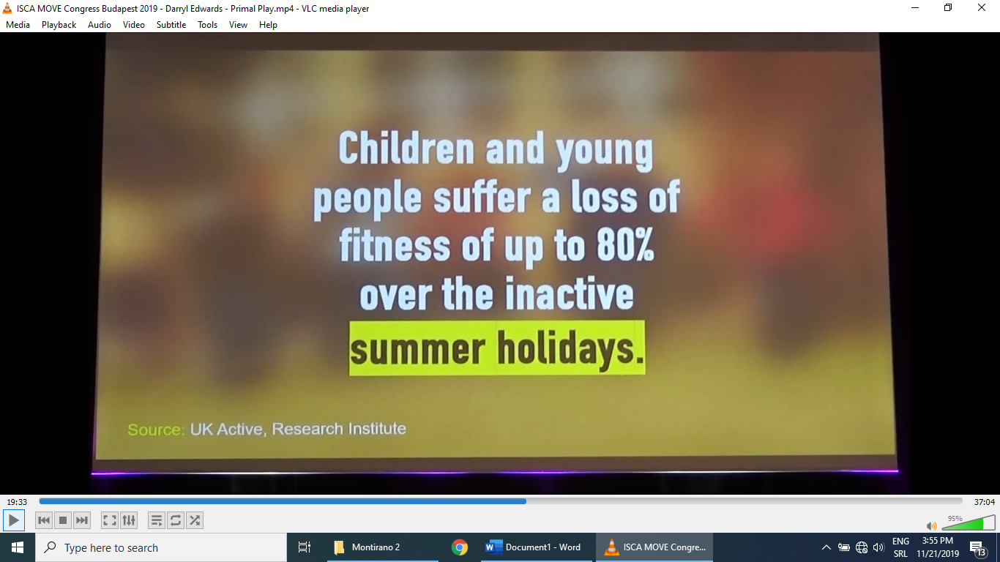 ISCA MOVE Congress Budapest 2019 - Darryl Edwards - Primal Play.mp4 - VLC media player
Media Playback Audio Video Subtitle Tools View Help
Children and young
people suffer a loss of
fitness of up to 80%
over the inactive
summer holidays.
Source: UK Active, Research Institute
19:33
37:04
95%
Type here to search
Montirano 2
Document1 - Word
ISCA MOVE Congre...
ENG
SRL
3:55 PM
11/21/2019
13